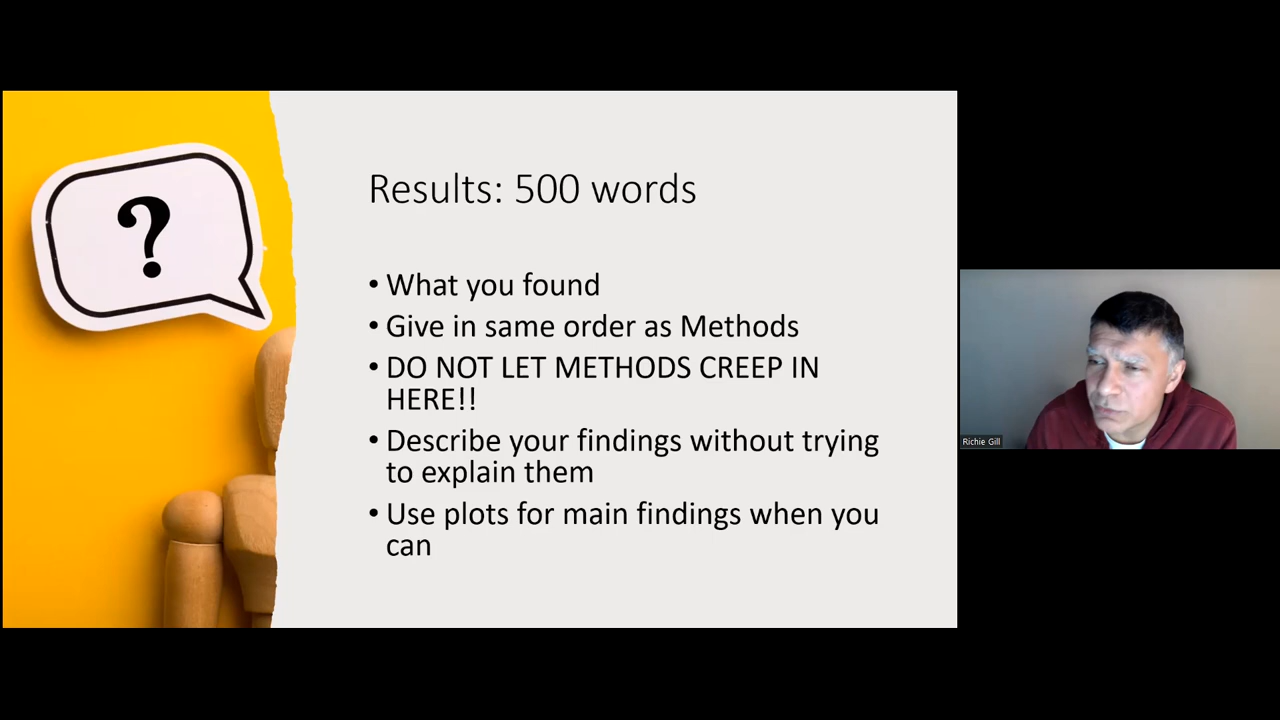 ?
Results: 500 words
• What you found
• Give in same order as Methods
• DO NOT LET METHODS CREEP IN
HERE!!
• Describe your findings without trying
to explain them
• Use plots for main findings when you
can
Richie Gill